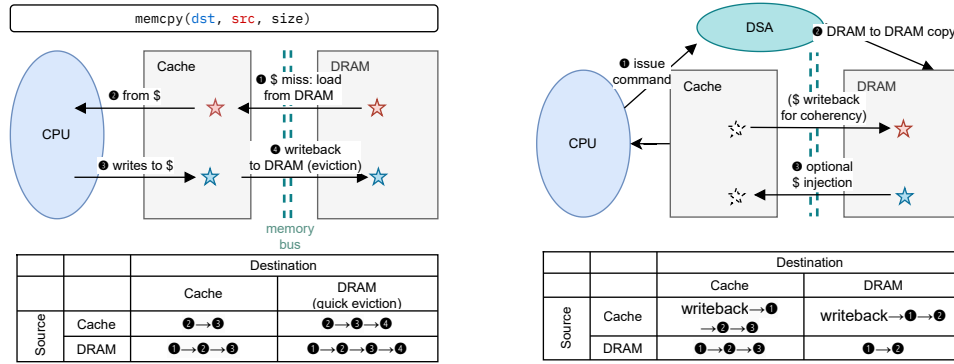 memcpy(dst, src, size)
Cache
DRAM
❶ $ miss: load
from DRAM
❷ from $
CPU
❸ writes to $
❹ writeback
to DRAM (eviction)
memory
bus
Destination
Cache
DRAM
(quick eviction)
Source
Cache
❷→❸
❷→❸→❹
DRAM
❶→❷→❸
❶→❷→❸→❹
DSA
❷ DRAM to DRAM copy
❶ issue
command
Cache
DRAM
($ writeback
for coherency)
CPU
❸ optional
$ injection
Destination
Cache
DRAM
Source
Cache
writeback→❶
→❷→❸
writeback→❶→❷
DRAM
❶→❷→❸
❶→❷